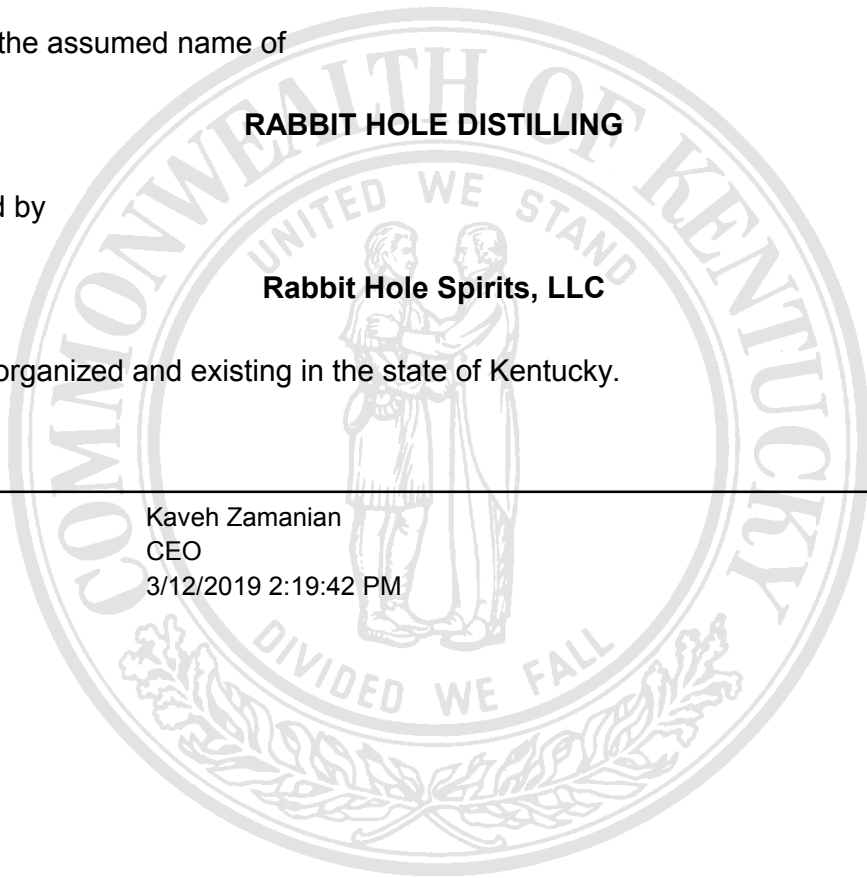 the assumed name of
RABBIT HOLE DISTILLING
d by
Rabbit Hole Spirits, LLC
organized and existing in the state of Kentucky.
Kaveh Zamanian
CEO
3/12/2019 2:19:42 PM
COMMONWEALTH OF KENTUCKY
UNITED WE STAND
DIVIDED WE FALL